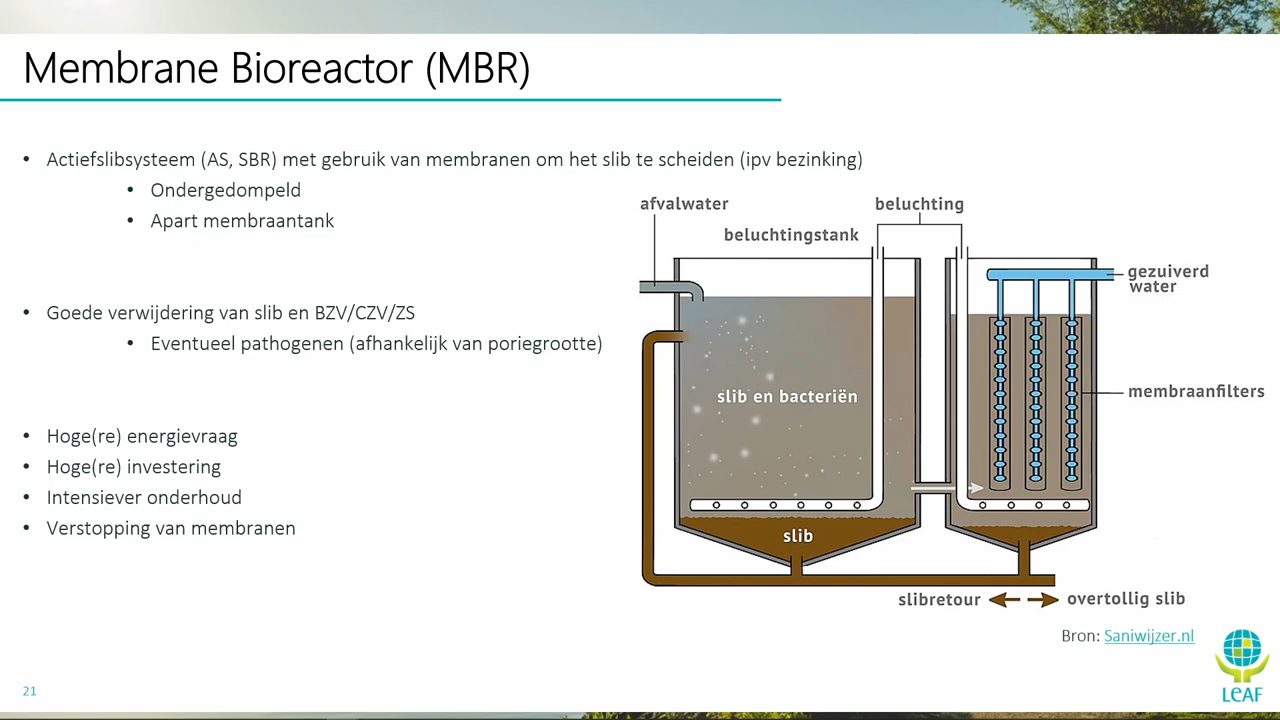 Membrane Bioreactor (MBR)
• Actiefslibsysteem (AS, SBR) met gebruik van membranen om het slib te scheiden (ipv bezinking)
• Ondergedompeld
• Apart membraantank
• Goede verwijdering van slib en BZV/CZV/ZS
• Eventueel pathogenen (afhankelijk van poriegrootte)
• Hoge(re) energievraag
• Hoge(re) investering
• Intensiever onderhoud
• Verstopping van membranen
afvalwater
beluchting
beluchtingstank
gezuiverd
water
membraanfilters
slib en bacteriën
slib
slibretour
overtollig slib
Bron: Saniwijzer.nl
LEAF
21